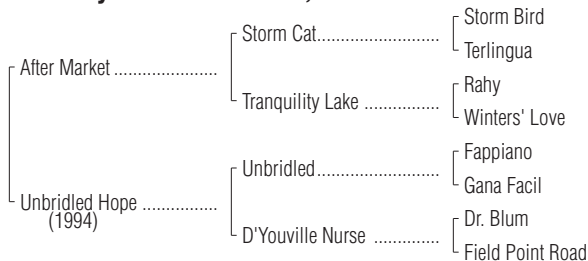 Storm Bird
Storm Cat....................................
Terlingua
After Market ..............................
Rahy
Tranquility Lake ......................
Winters' Love
Fappiano
Unbridled....................................
Gana Facil
Unbridled Hope ......................
(1994)
Dr. Blum
D'Youville Nurse ....................
Field Point Road